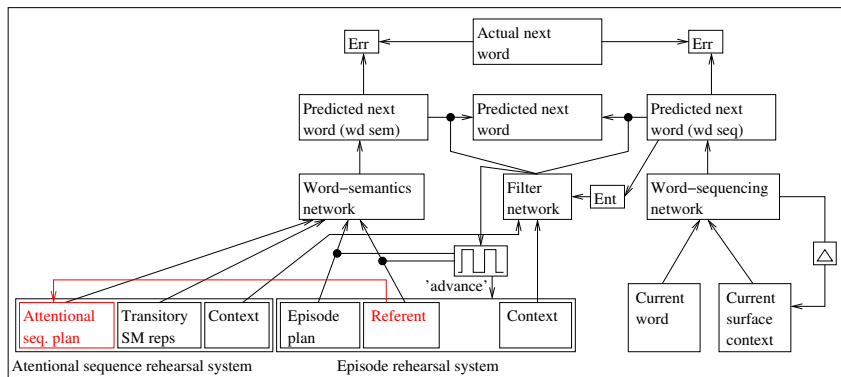 Err
Actual next
word
Err
Predicted next
word (wd sem)
Predicted next
word
Predicted next
word (wd seq)
Word−semantics
network
Filter
network
Ent
Word−sequencing
network
'advance'
Attentional
seq. plan
Transitory
SM reps
Context
Episode
plan
Referent
Context
Current
word
Current
surface
context
Atentional sequence rehearsal system
Episode rehearsal system